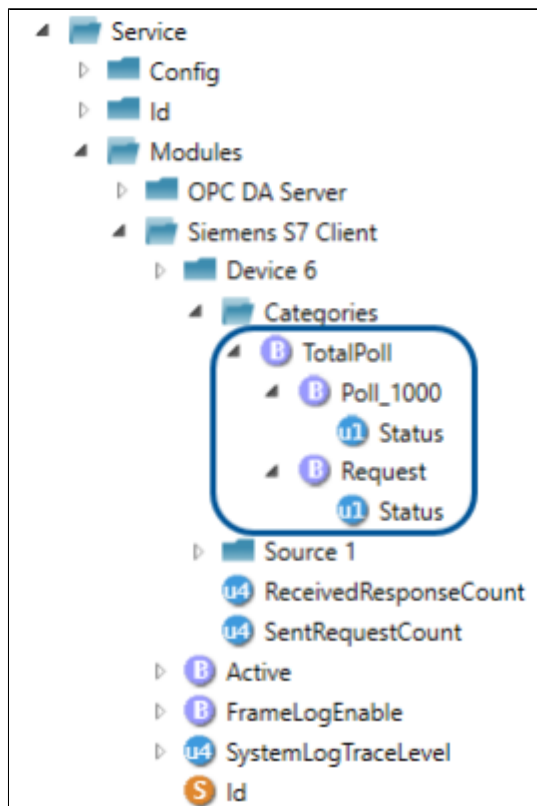 Service
Config
Id
Modules
OPC DA Server
Siemens S7 Client
Device 6
Categories
B TotalPoll
B Poll_1000
u1 Status
B Request
u1 Status
Source 1
u4 ReceivedResponseCount
u4 SentRequestCount
B Active
B FrameLogEnable
u4 SystemLogTraceLevel
S Id